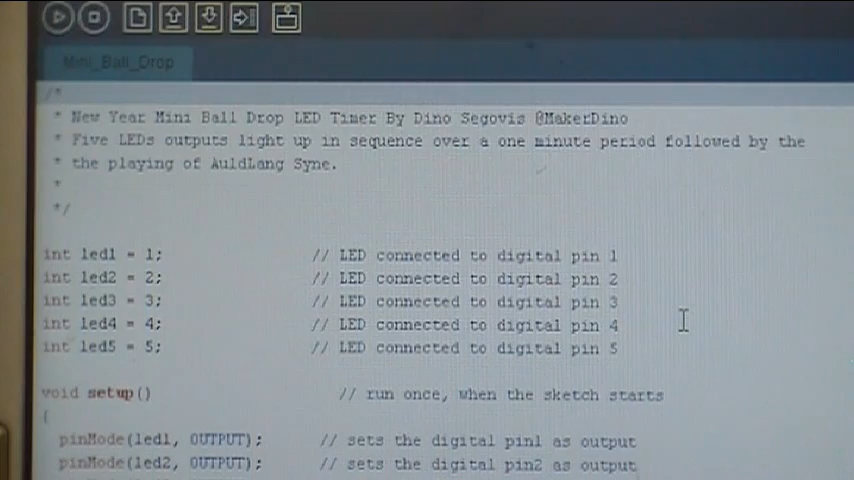 Mini_Ball_Drop
/*
* New Year Mini Ball Drop LED Timer By Dino Segovis @MakerDino
* Five LEDs outputs light up in sequence over a one minute period followed by the
* the playing of AuldLang Syne.
*
*/
int led1 = 1; // LED connected to digital pin 1
int led2 = 2; // LED connected to digital pin 2
int led3 = 3; // LED connected to digital pin 3
int led4 = 4; // LED connected to digital pin 4
int led5 = 5; // LED connected to digital pin 5
void setup() // run once, when the sketch starts
{
pinMode(led1, OUTPUT); // sets the digital pin1 as output
pinMode(led2, OUTPUT); // sets the digital pin2 as output